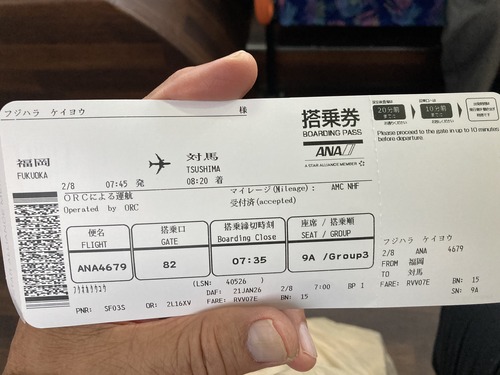 フジハラ ケイヨウ 様
搭乗券
BOARDING PASS
ANA
A STAR ALLIANCE MEMBER
20分前
10分前
Please proceed to the gate in up to 10 minutes
before departure.
福岡 対馬
FUKUOKA TSUSHIMA
2/8 07:45 発 08:20 着
ORCによる運航 マイレージ(Mileage): AMC NHF
Operated by ORC 受付済(accepted)
便名 搭乗口 搭乗締切時刻 座席 / 搭乗順
FLIGHT GATE Boarding Close SEAT / GROUP
ANA4679 82 07:35 9A /Group3
(LSN: 40526 )
DAF: 21JAN26 2/8 7:00 BP 1
PNR: SF03S OR: 2L16XV FARE: RVV07E BN: 15
フジハラ ケイヨウ
2/8 4679
FROM 福岡
TO 対馬
FARE: RVV07E BN: 15
SN: 9A